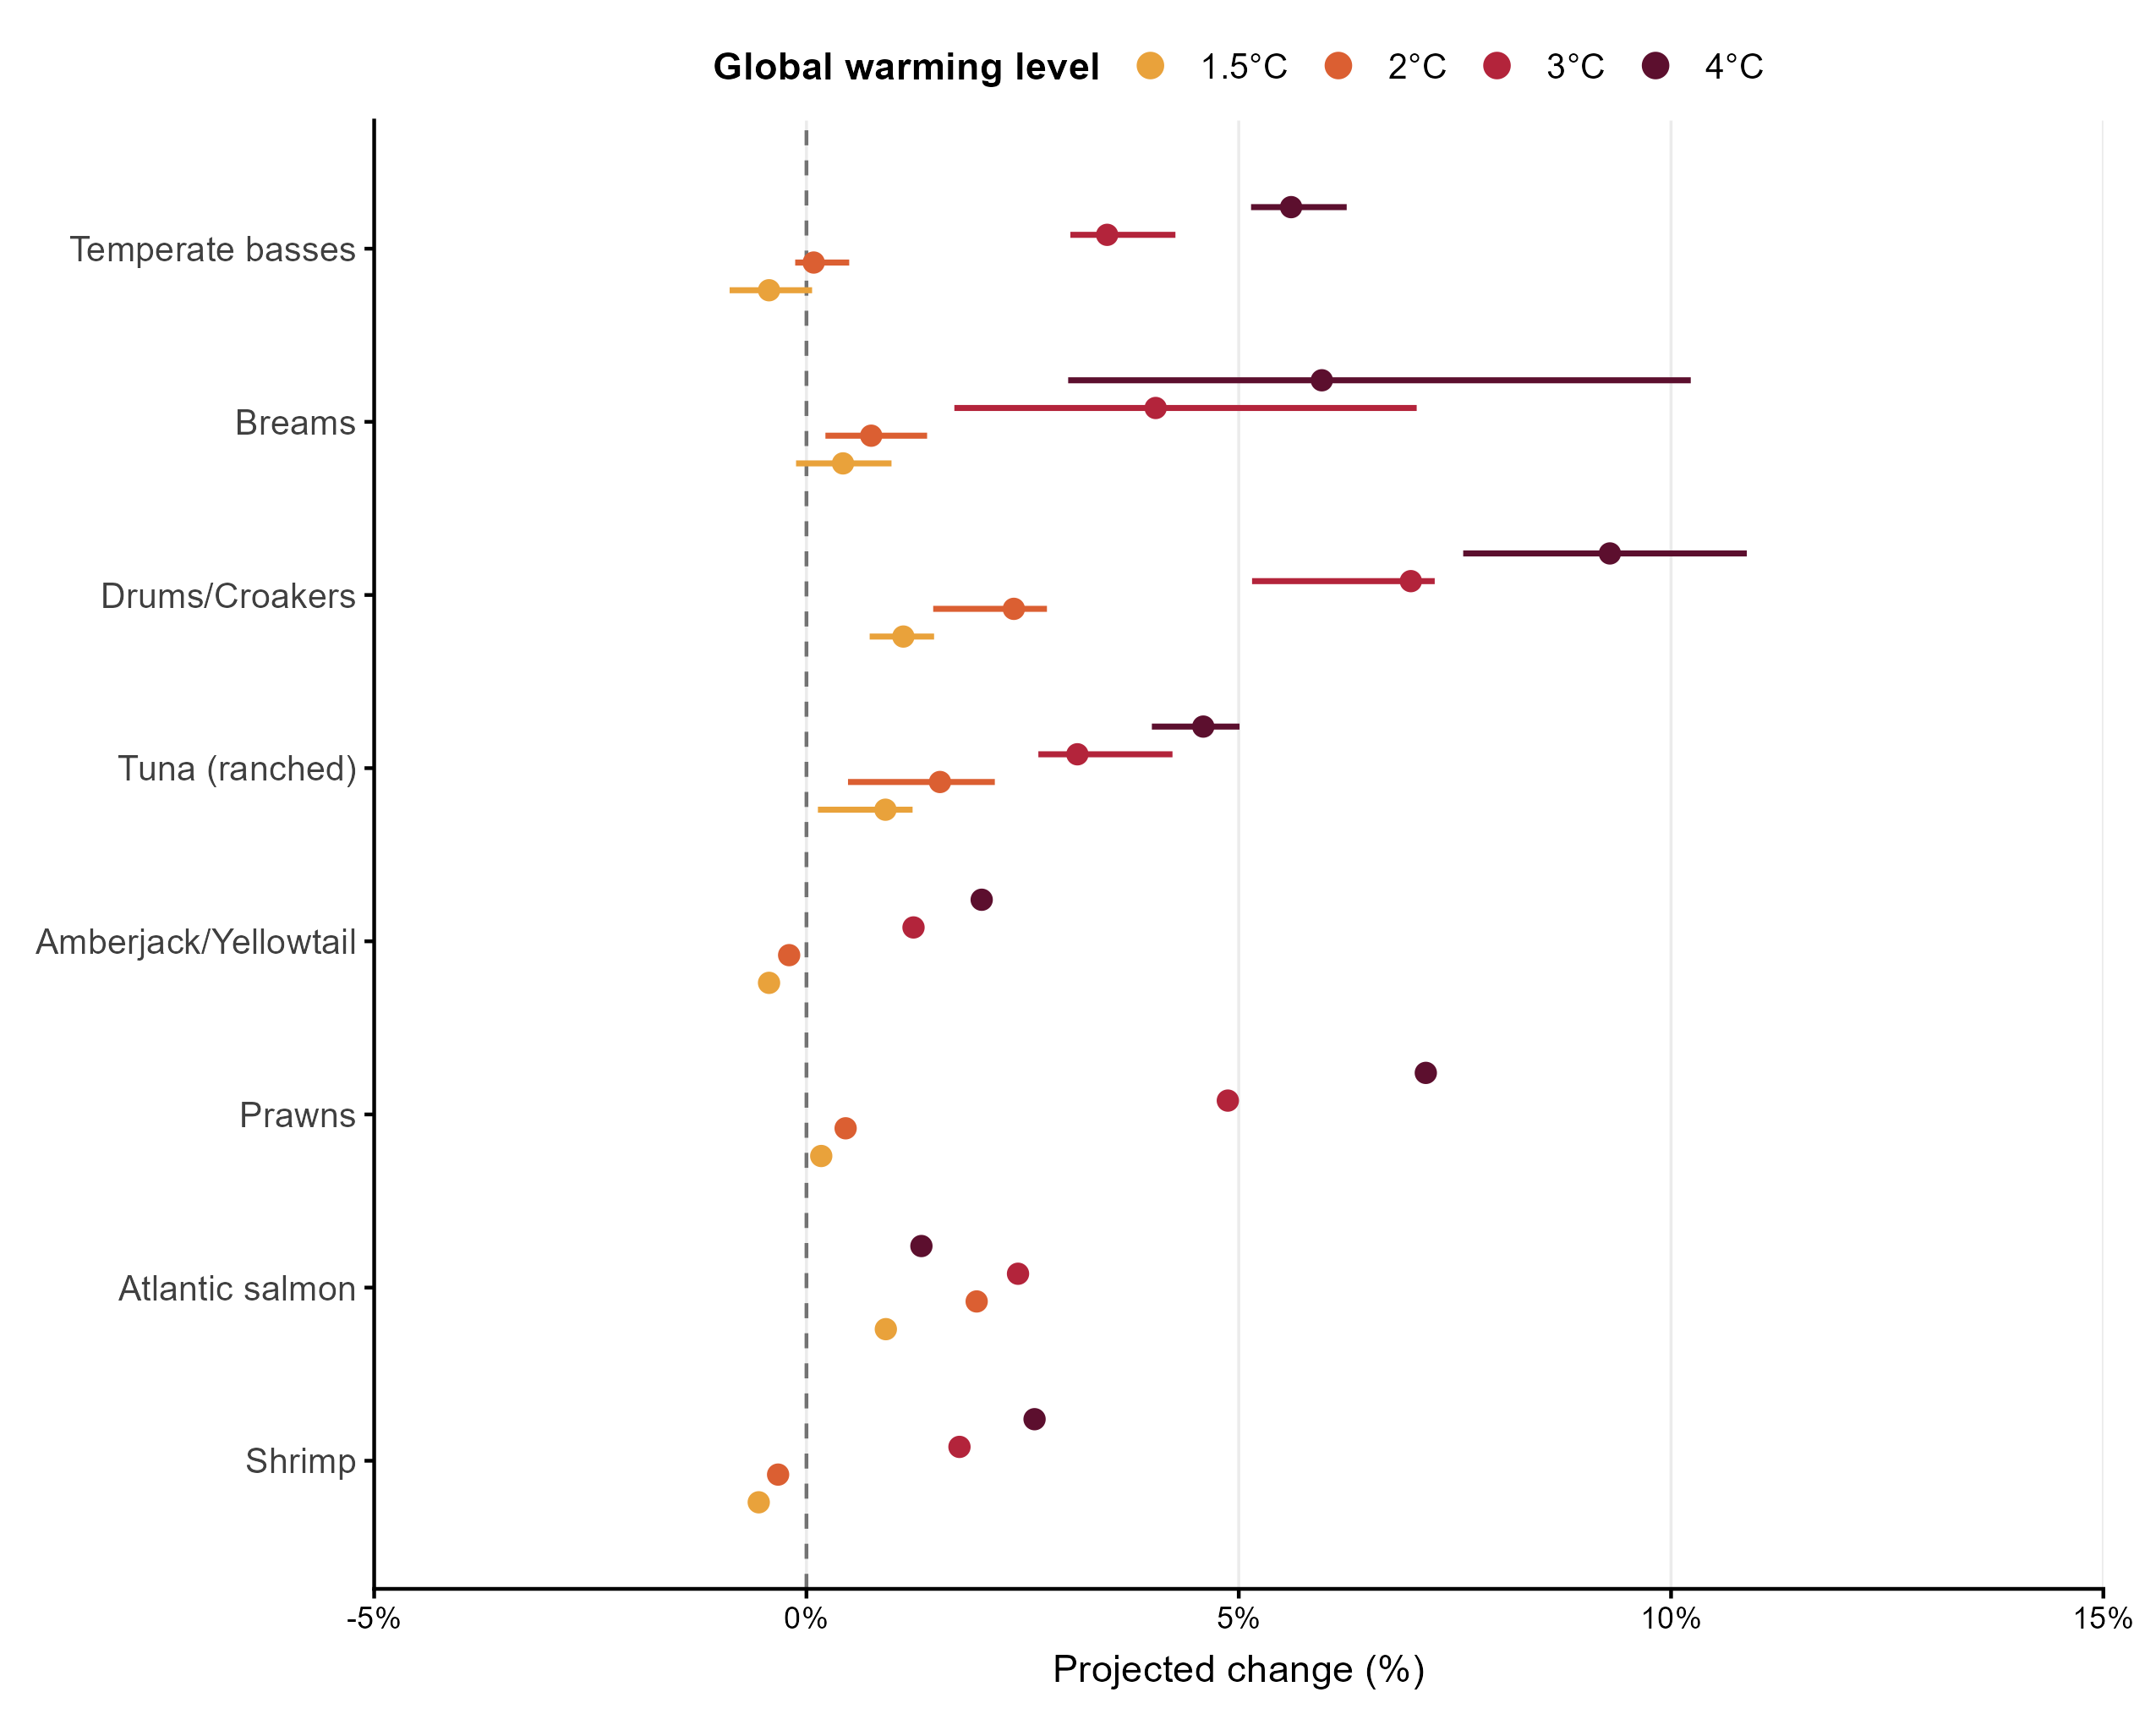 Global warming level 1.5°C 2°C 3°C 4°C
Temperate basses
Breams
Drums/Croakers
Tuna (ranched)
Amberjack/Yellowtail
Prawns
Atlantic salmon
Shrimp
-5% 0% 5% 10% 15%
Projected change (%)